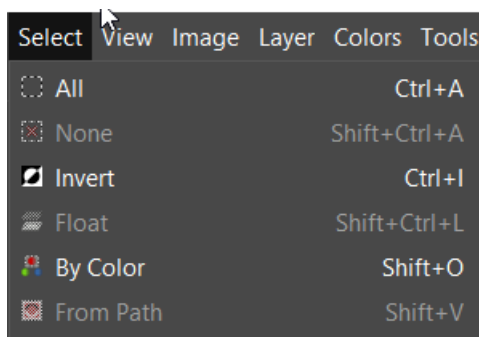 Select View Image Layer Colors Tools
All Ctrl+A
None Shift+Ctrl+A
Invert Ctrl+I
Float Shift+Ctrl+L
By Color Shift+O
From Path Shift+V